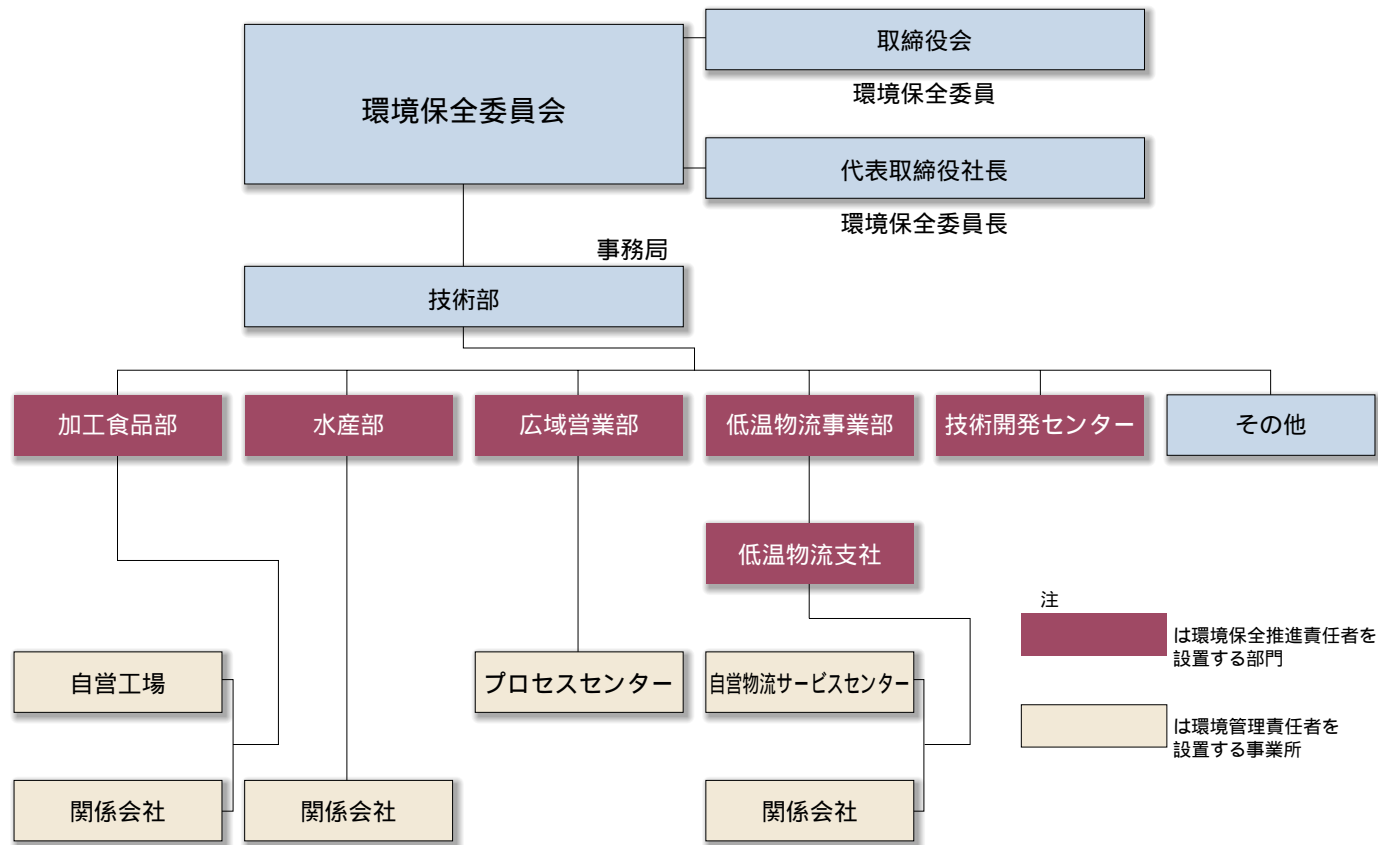 取締役会
環境保全委員会
環境保全委員
代表取締役社長
環境保全委員長
事務局
技術部
加工食品部
水産部
広域営業部
低温物流事業部
技術開発センター
その他
低温物流支社
注
は環境保全推進責任者を
設置する部門
自営工場
プロセスセンター
自営物流サービスセンター
は環境管理責任者を
設置する事業所
関係会社
関係会社
関係会社